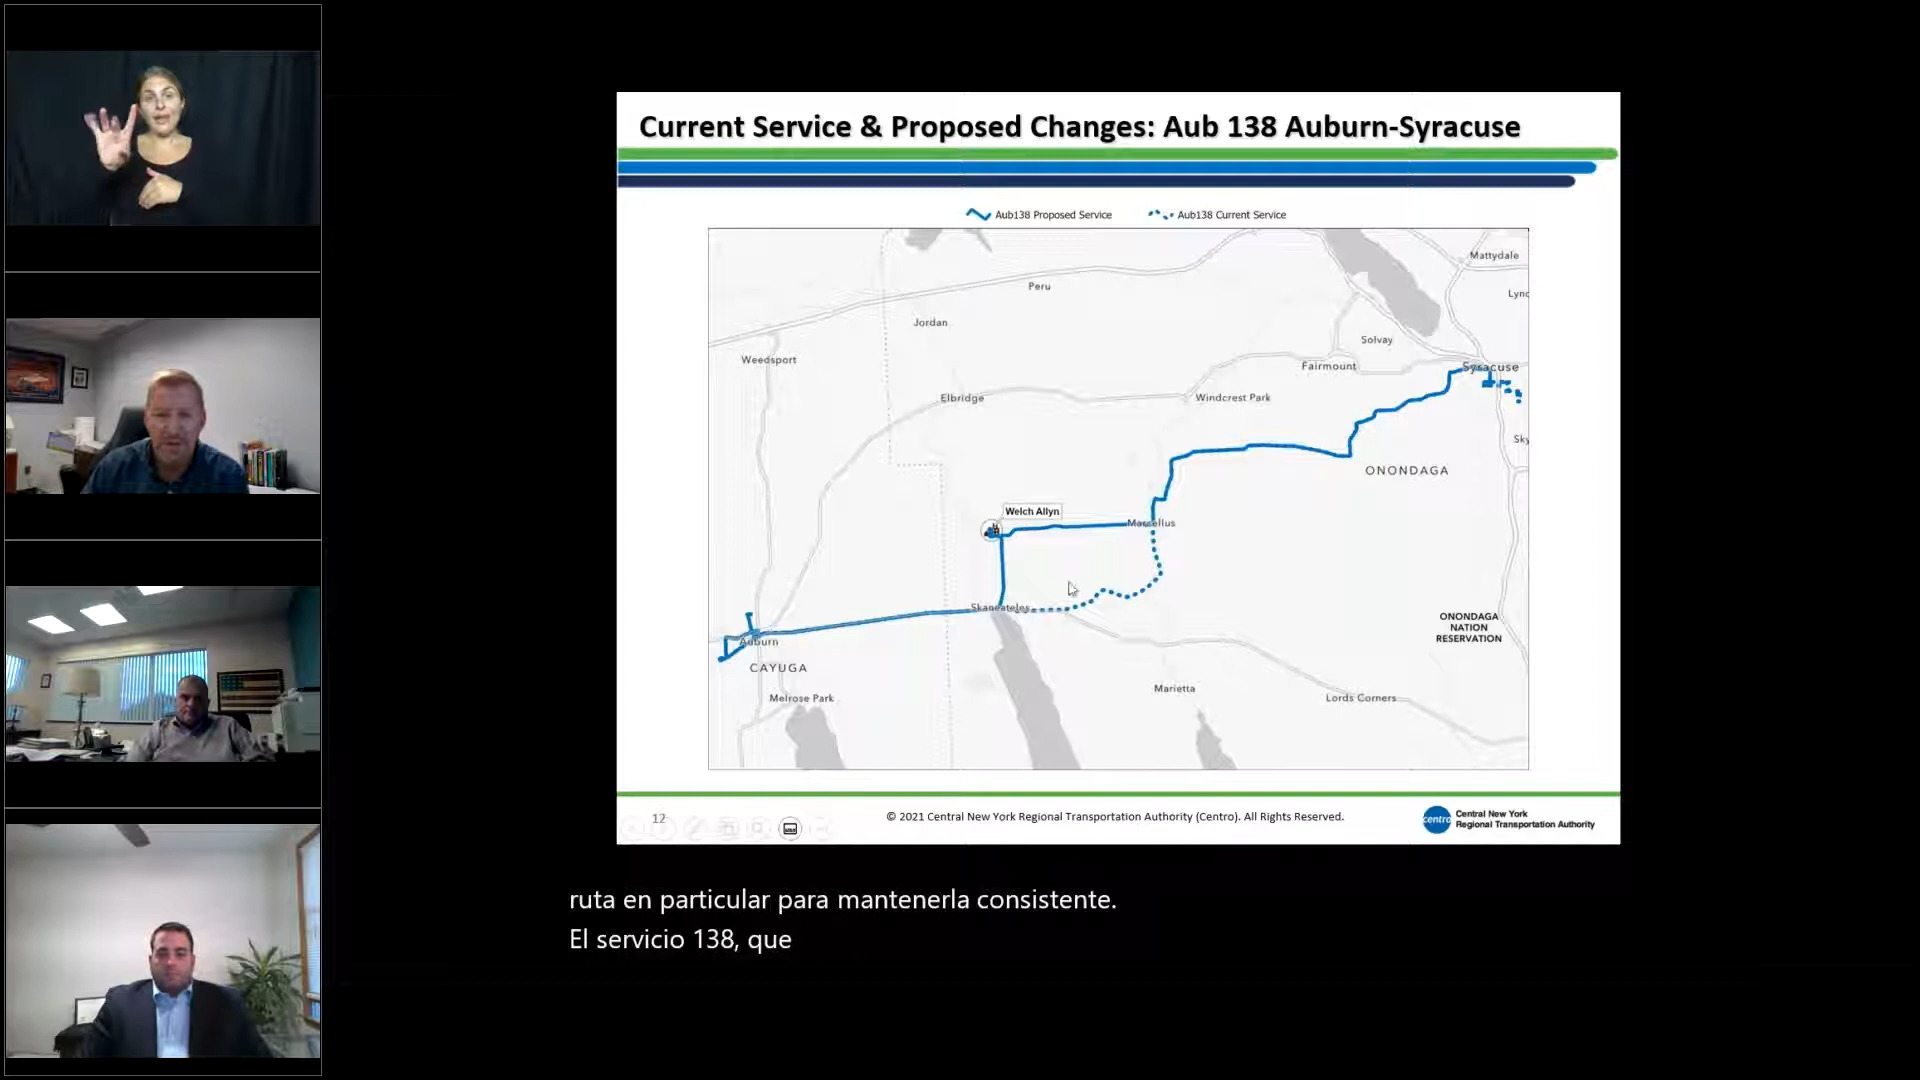 Current Service & Proposed Changes: Aub 138 Auburn-Syracuse
Aub138 Proposed Service
Aub138 Current Service
Mattydale
Peru
Lync
Jordan
Solvay
Weedsport
Fairmount
Syracuse
Elbridge
Windcrest Park
Sky
ONONDAGA
Welch Allyn
Marcellus
Skaneateles
ONONDAGA
NATION
RESERVATION
Auburn
CAYUGA
Marietta
Melrose Park
Lords Corners
12
© 2021 Central New York Regional Transportation Authority (Centro). All Rights Reserved.
centro
Central New York
Regional Transportation Authority
ruta en particular para mantenerla consistente.
El servicio 138, que